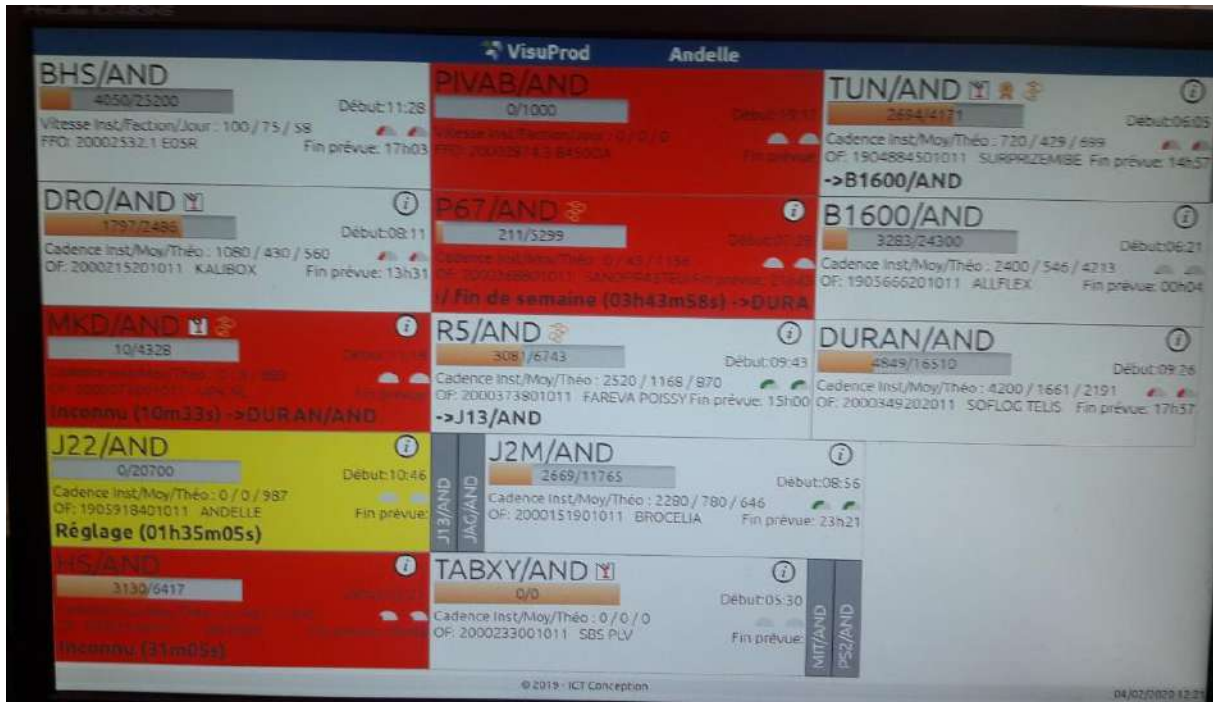 VisuProd Andelle
BHS/AND
4050/25200
Début:11:28
Vitesse Inst/Faction/Jour : 100 / 75 / 58
FFO: 20002532.1 E05R Fin prévue: 17h03
PIVAB/AND
0/1000
TUN/AND
2694/4171
Début:06:05
Cadence Inst/Moy/Théo : 720 / 429 / 699
OF: 1904884501011 SURPRIZEMBE Fin prévue: 14h57
->B1600/AND
DRO/AND
1797/2486
Début:08:11
Cadence Inst/Moy/Théo : 1080 / 430 / 560
OF: 2000215201011 KALIBOX Fin prévue: 13h31
P67/AND
211/5299
!/ Fin de semaine (03h43m58s) ->DURA
B1600/AND
3283/24300
Début:06:21
Cadence Inst/Moy/Théo : 2400 / 546 / 4213
OF: 1905666201011 ALLFLEX Fin prévue: 00h04
MKD/AND
10/4328
Inconnu (10m33s) ->DURAN/AND
R5/AND
3081/6743
Début:09:43
Cadence Inst/Moy/Théo : 2520 / 1168 / 870
OF: 2000373801011 FAREVA POISSY Fin prévue: 15h00
->J13/AND
DURAN/AND
4849/16510
Début:09:26
Cadence Inst/Moy/Théo : 4200 / 1661 / 2191
OF: 2000349202011 SOFLOG TELIS Fin prévue: 17h57
J22/AND
0/20700
Début:10:46
Cadence Inst/Moy/Théo : 0 / 0 / 987
OF: 1905918401011 ANDELLE Fin prévue:
Réglage (01h35m05s)
J13/AND
JAG/AND
J2M/AND
2669/11765
Début:08:56
Cadence Inst/Moy/Théo : 2280 / 780 / 646
OF: 2000151901011 BROCELIA Fin prévue: 23h21
HS/AND
3130/6417
Inconnu (31m05s)
TABXY/AND
0/0
Début:05:30
Cadence Inst/Moy/Théo : 0 / 0 / 0
OF: 2000233001011 SBS PLV Fin prévue:
MIT/AND
PS2/AND
© 2019 - ICT Conception
04/02/2020 12:21